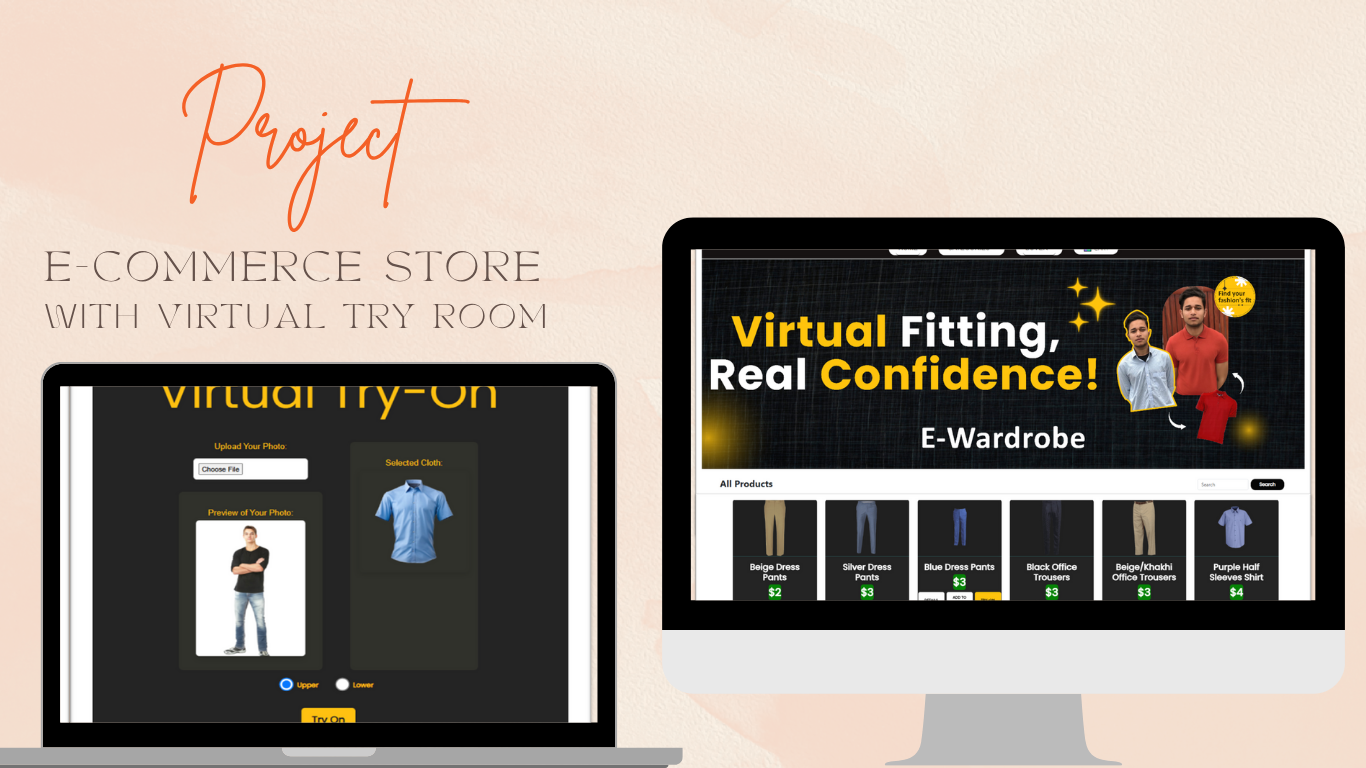 Project
E-COMMERCE STORE
WITH VIRTUAL TRY ROOM
Virtual Try-On
Upload Your Photo:
Choose File
Selected Cloth:
Preview of Your Photo:
Upper
Lower
Try On
Virtual Fitting,
Real Confidence!
Find your
fashion's fit
E-Wardrobe
All Products
Search
Search
Beige Dress
Pants
$2
Silver Dress
Pants
$3
Blue Dress Pants
$3
ADD TO
Black Office
Trousers
$3
Beige/Khakhi
Office Trousers
$3
Purple Half
Sleeves Shirt
$4